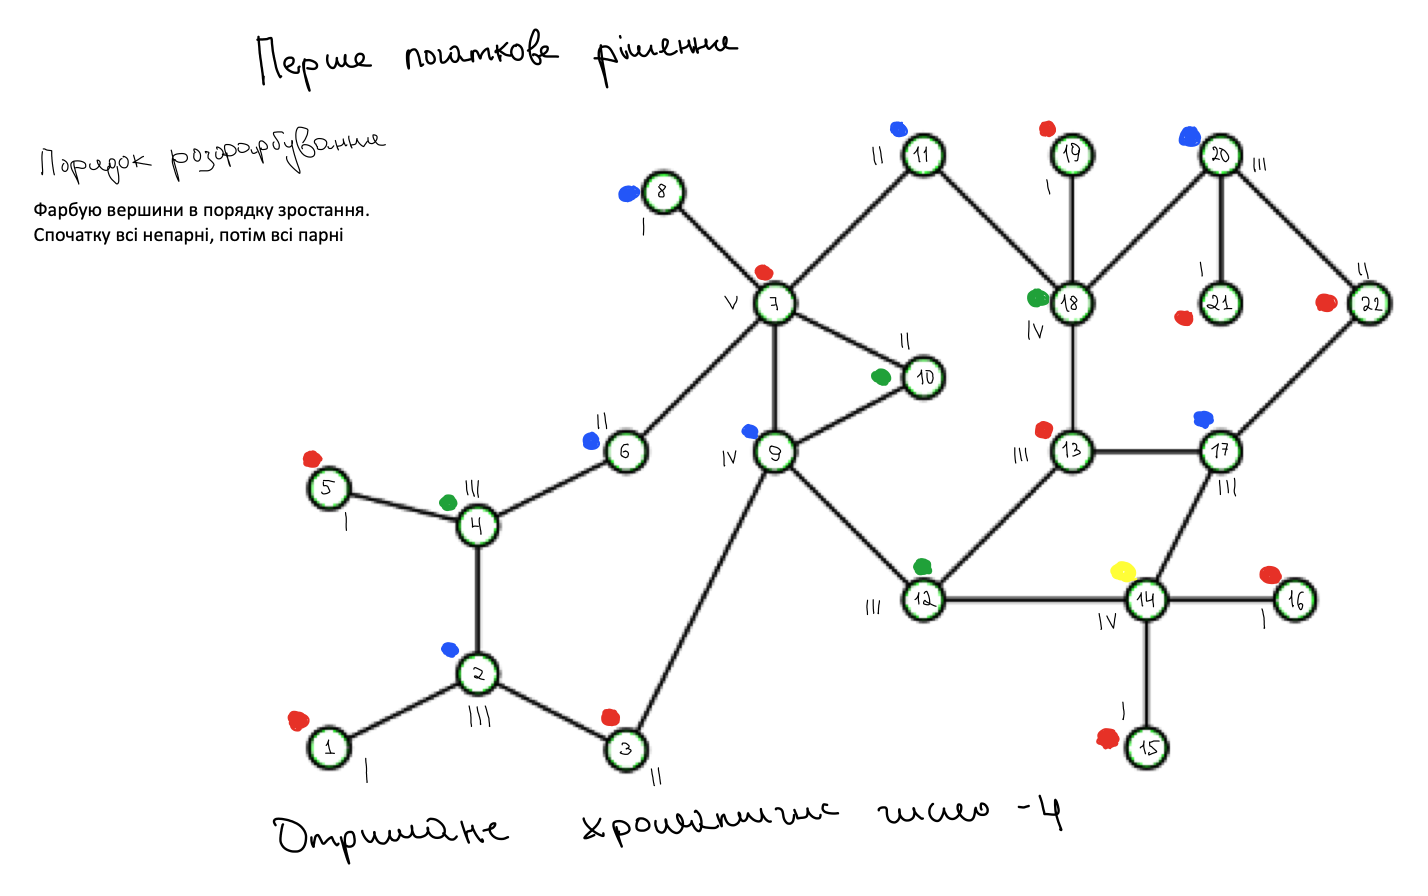 Перше початкове рішення
Порядок розфарбування
Фарбую вершини в порядку зростання.
Спочатку всі непарні, потім всі парні
11
II
19
I
20
III
8
I
7
V
18
IV
21
I
22
II
10
II
6
II
9
IV
13
III
17
III
5
I
4
III
12
III
14
IV
16
I
2
III
1
I
3
II
15
I
Отримане хроматичне число - 4